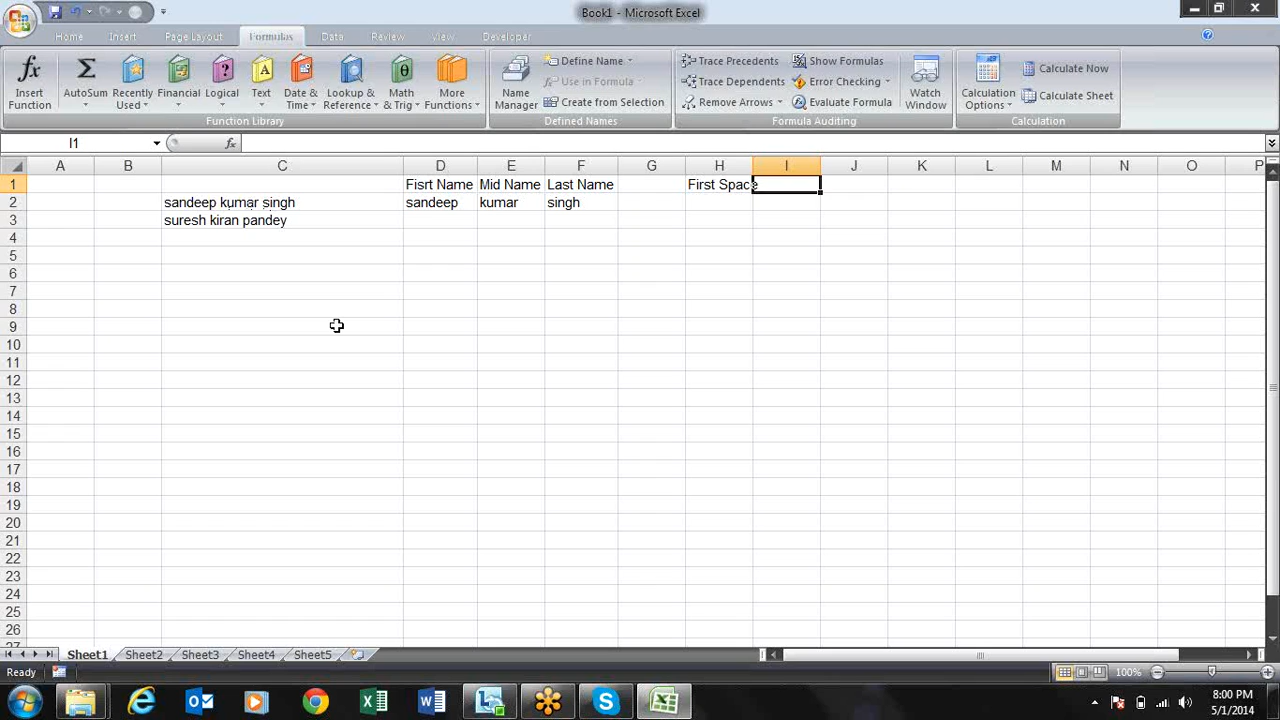 Book1 - Microsoft Excel
Home Insert Page Layout Formulas Data Review View Developer
Insert Function
AutoSum
Recently Used
Financial
Logical
Text
Date & Time
Lookup & Reference
Math & Trig
More Functions
Function Library
Name Manager
Define Name
Use in Formula
Create from Selection
Defined Names
Trace Precedents
Trace Dependents
Remove Arrows
Show Formulas
Error Checking
Evaluate Formula
Formula Auditing
Watch Window
Calculation Options
Calculate Now
Calculate Sheet
Calculation
I1 fx
A B C D E F G H I J K L M N O P
1 Fisrt Name Mid Name Last Name First Space
2 sandeep kumar singh sandeep kumar singh
3 suresh kiran pandey
4
5
6
7
8
9
10
11
12
13
14
15
16
17
18
19
20
21
22
23
24
25
26
27
Sheet1 Sheet2 Sheet3 Sheet4 Sheet5
Ready 100%
8:00 PM
5/1/2014